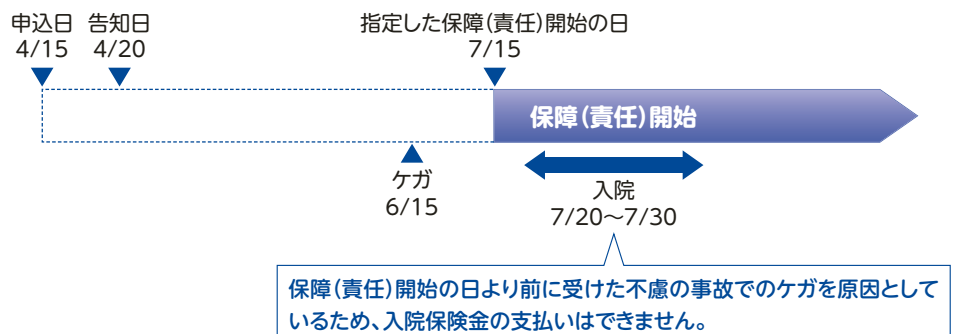 申込日 告知日 指定した保障(責任)開始の日
4/15 4/20 7/15
保障(責任)開始
ケガ
6/15
入院
7/20〜7/30
保障(責任)開始の日より前に受けた不慮の事故でのケガを原因として
いるため、入院保険金の支払いはできません。